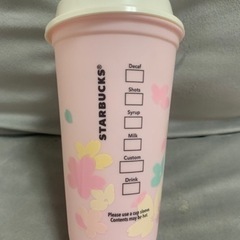 STARBUCKS®
Decaf
Shots
Syrup
Milk
Custom
Drink
Please use a cup sleeve
Contents may be hot.